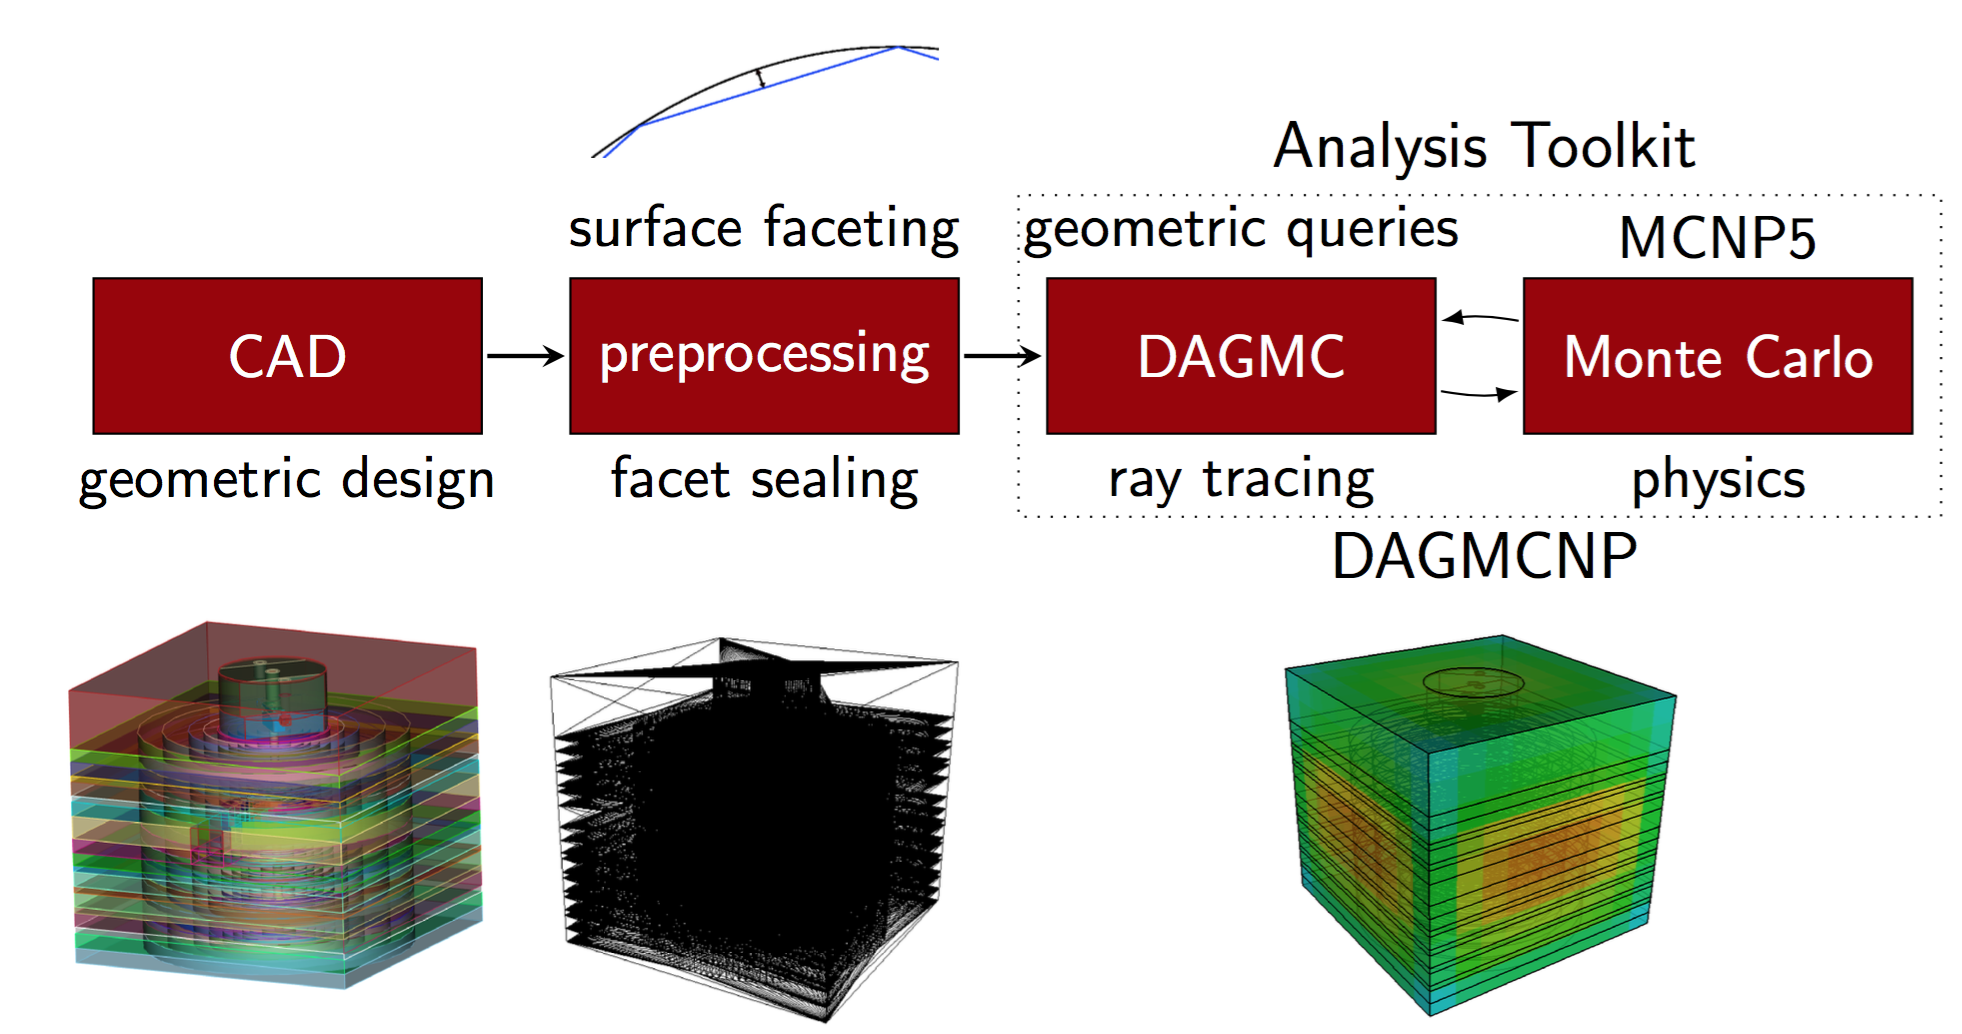 Analysis Toolkit
surface faceting
geometric queries
MCNP5
CAD
preprocessing
DAGMC
Monte Carlo
geometric design
facet sealing
ray tracing
physics
DAGMCNP